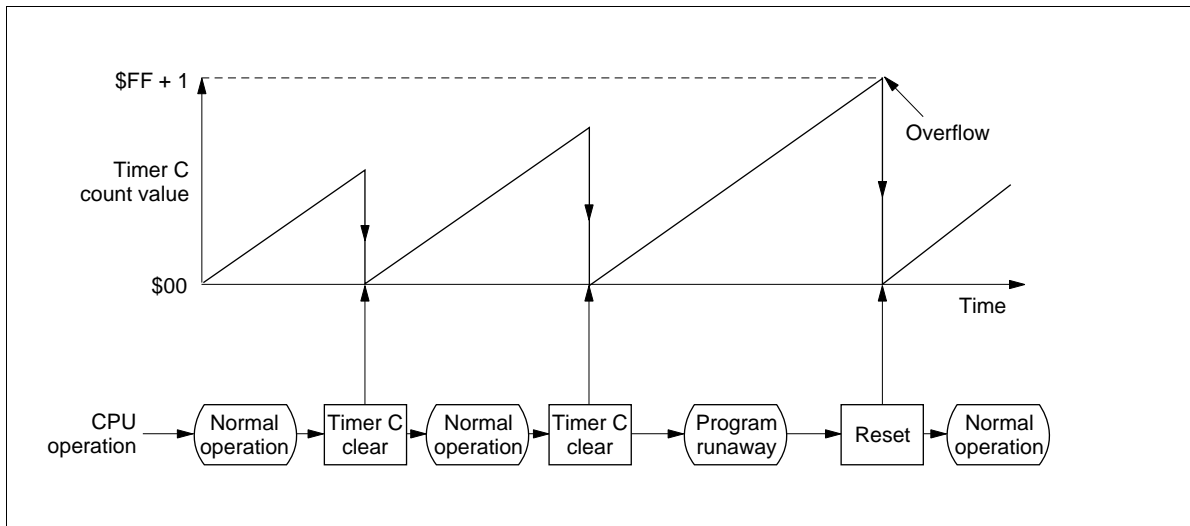 $FF + 1
Overflow
Timer C
count value
$00
Time
CPU
operation
Normal
operation
Timer C
clear
Normal
operation
Timer C
clear
Program
runaway
Reset
Normal
operation